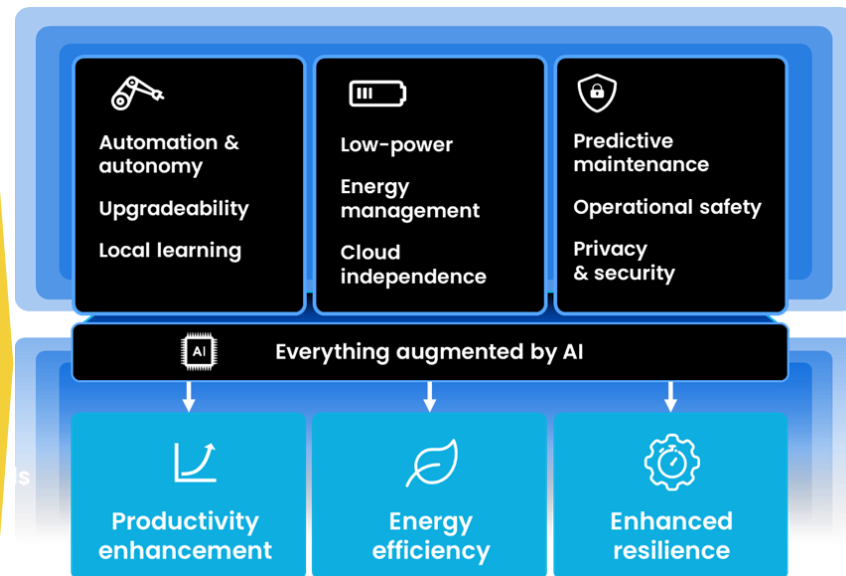 Automation &
autonomy
Upgradeability
Local learning
Low-power
Energy
management
Cloud
independence
Predictive
maintenance
Operational safety
Privacy
& security
AI
Everything augmented by AI
Productivity
enhancement
Energy
efficiency
Enhanced
resilience